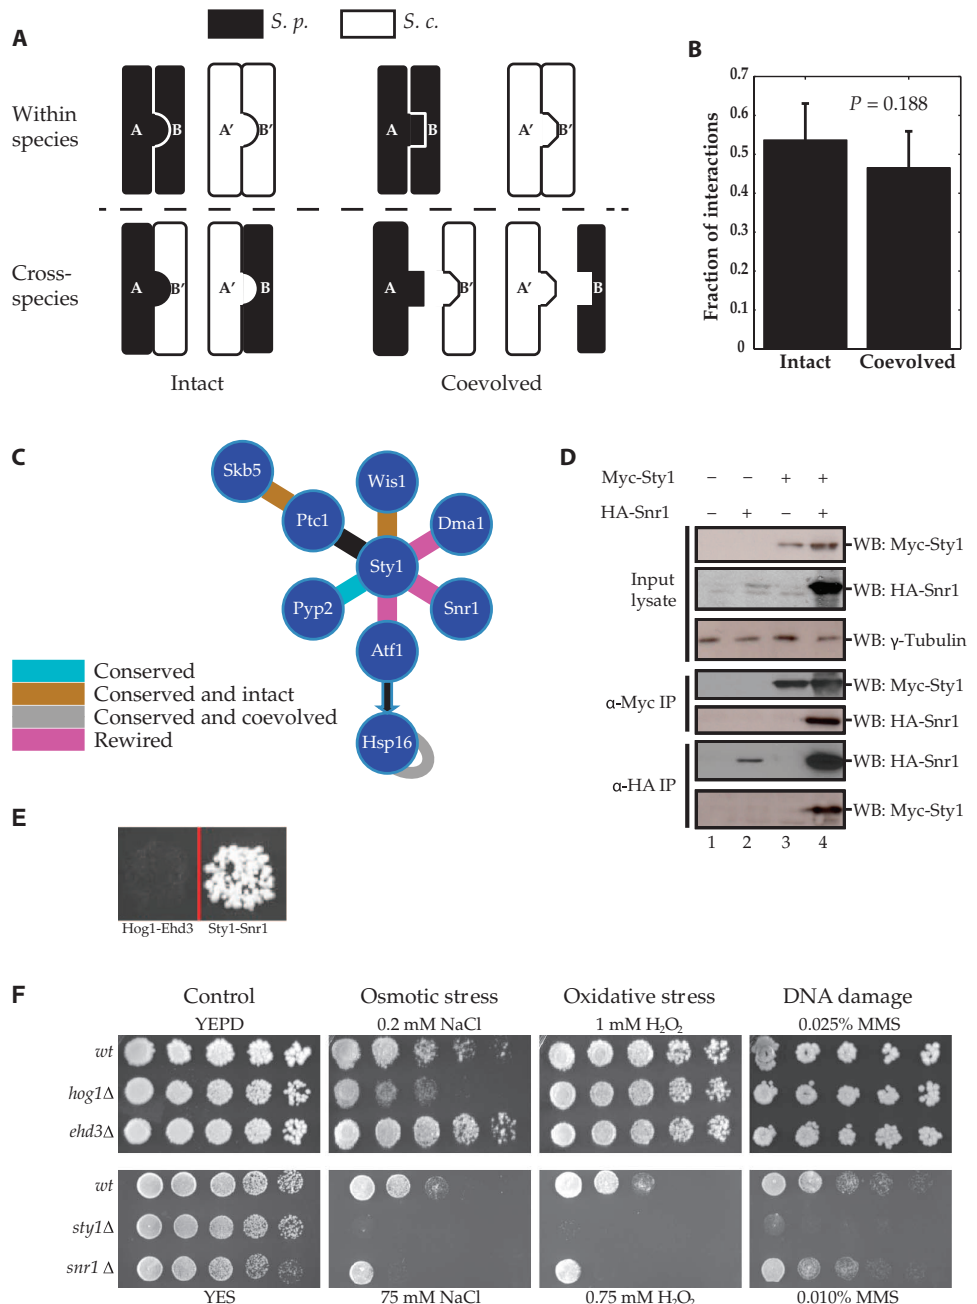 S. p.
S. c.
A
Within species
A
B
A′
B′
A
B
A′
B′
Cross-species
A
B′
A′
B
A
B′
A′
B
Intact
Coevolved
B
Fraction of interactions
0.7
0.6
0.5
0.4
0.3
0.2
0.1
0
P = 0.188
Intact
Coevolved
C
Skb5
Ptc1
Wis1
Dma1
Sty1
Pyp2
Snr1
Atf1
Hsp16
Conserved
Conserved and intact
Conserved and coevolved
Rewired
D
Myc-Sty1 – – + +
HA-Snr1 – + – +
Input lysate
WB: Myc-Sty1
WB: HA-Snr1
WB: γ-Tubulin
α-Myc IP
WB: Myc-Sty1
WB: HA-Snr1
α-HA IP
WB: HA-Snr1
WB: Myc-Sty1
1 2 3 4
E
Hog1-Ehd3
Sty1-Snr1
F
Control
YEPD
Osmotic stress
0.2 mM NaCl
Oxidative stress
1 mM H₂O₂
DNA damage
0.025% MMS
wt
hog1Δ
ehd3Δ
wt
sty1Δ
snr1 Δ
YES
75 mM NaCl
0.75 mM H₂O₂
0.010% MMS